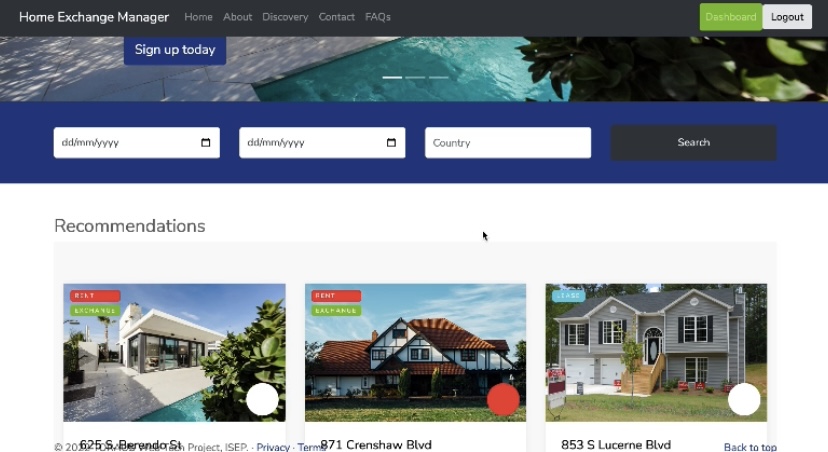 Home Exchange Manager Home About Discovery Contact FAQs Dashboard Logout
Sign up today
dd/mm/yyyy dd/mm/yyyy Country Search
Recommendations
RENT RENT LEASE
EXCHANGE EXCHANGE
625 S. Berendo St 871 Crenshaw Blvd 853 S Lucerne Blvd
Tech Project, ISEP. · Privacy · Terms Back to top